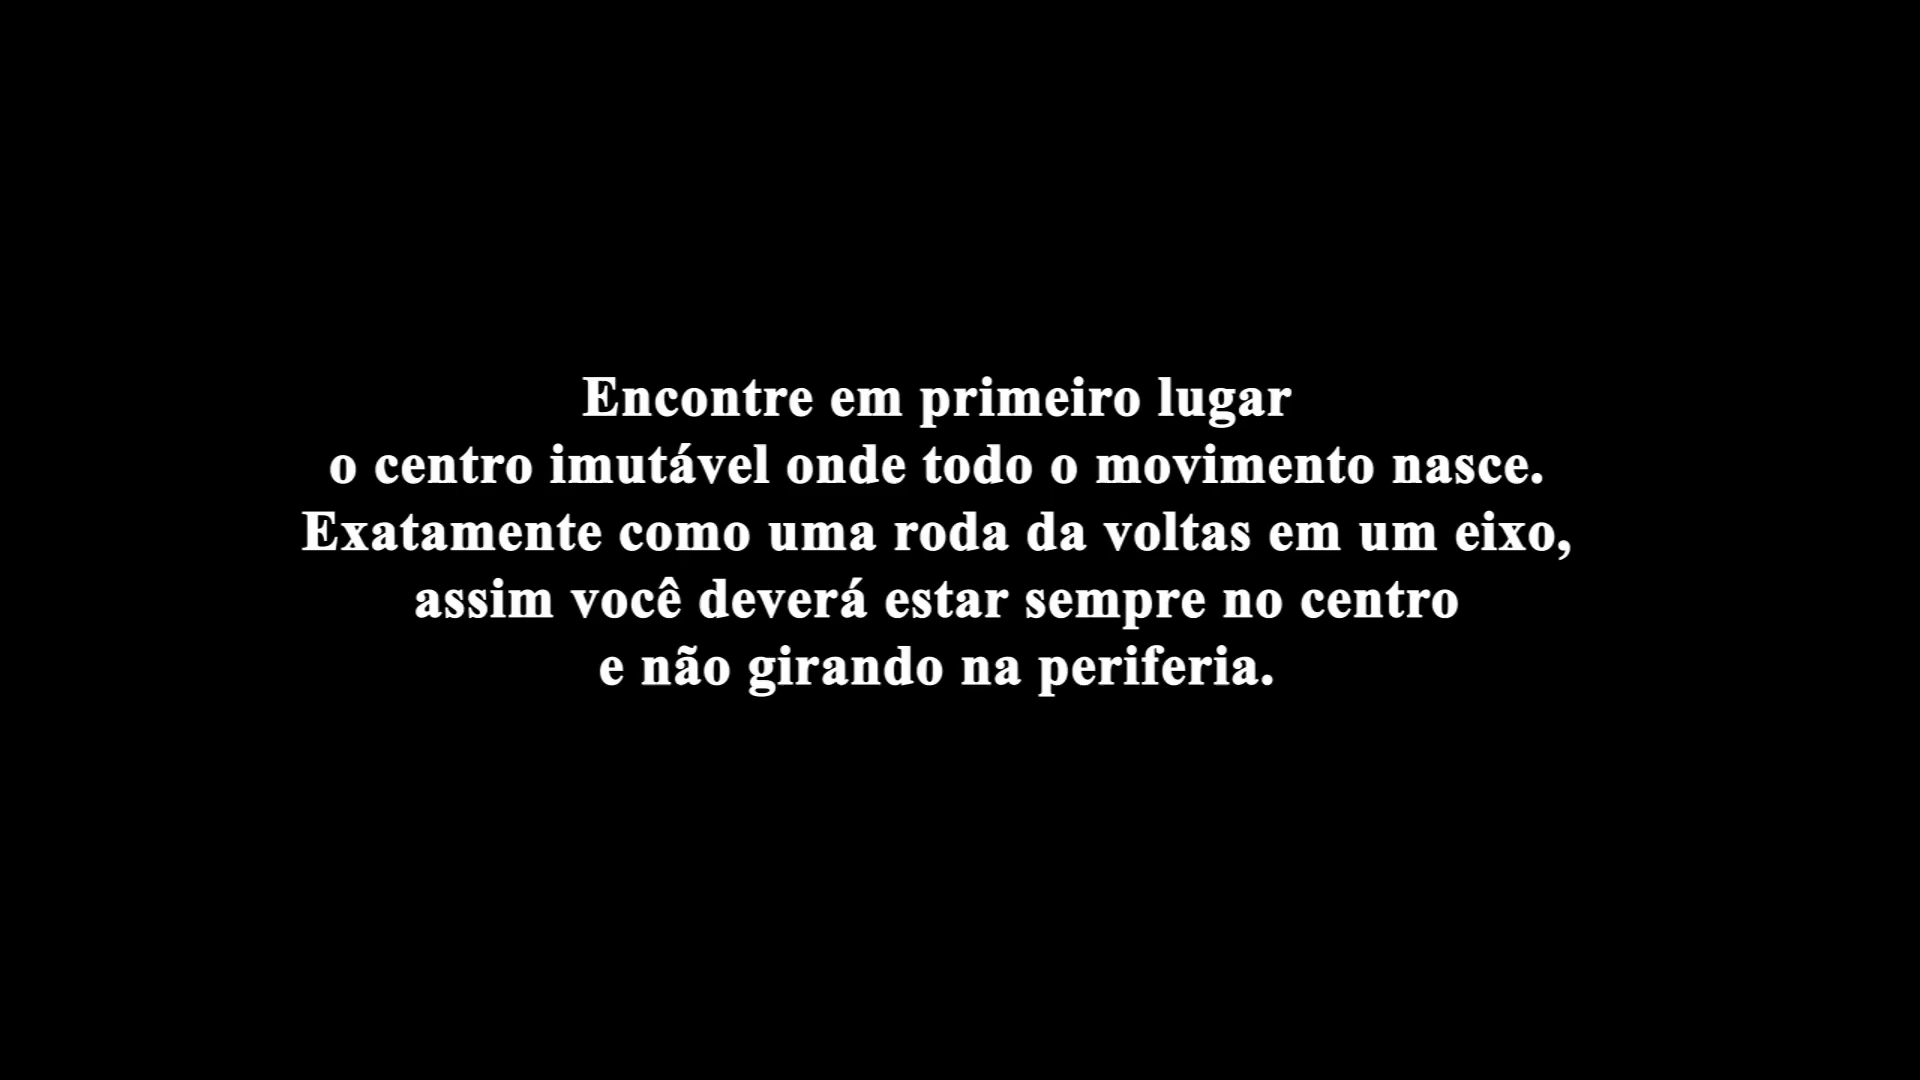 Encontre em primeiro lugar
o centro imutável onde todo o movimento nasce.
Exatamente como uma roda da voltas em um eixo,
assim você deverá estar sempre no centro
e não girando na periferia.